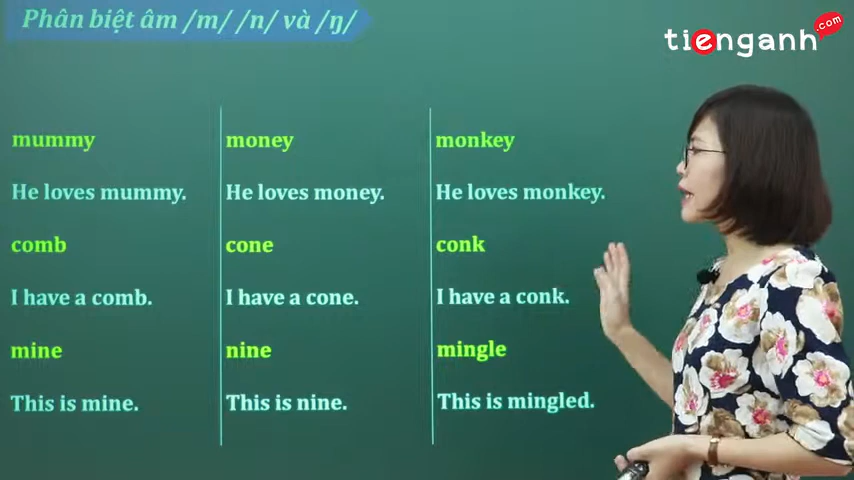 Phân biệt âm /m/ /n/ và /ŋ/
tienganh.com
mummy
He loves mummy.
comb
I have a comb.
mine
This is mine.
money
He loves money.
cone
I have a cone.
nine
This is nine.
monkey
He loves monkey.
conk
I have a conk.
mingle
This is mingled.